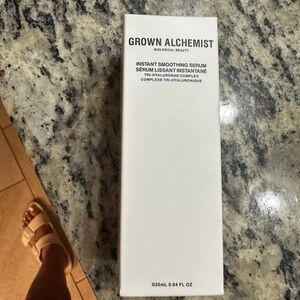 GROWN ALCHEMIST
BIOLOGICAL BEAUTY
INSTANT SMOOTHING SERUM
SÉRUM LISSANT INSTANTANÉ
TRI-HYALURONAN COMPLEX
COMPLEXE TRI-HYALURONIQUE
℮25mL 0.84 FL OZ